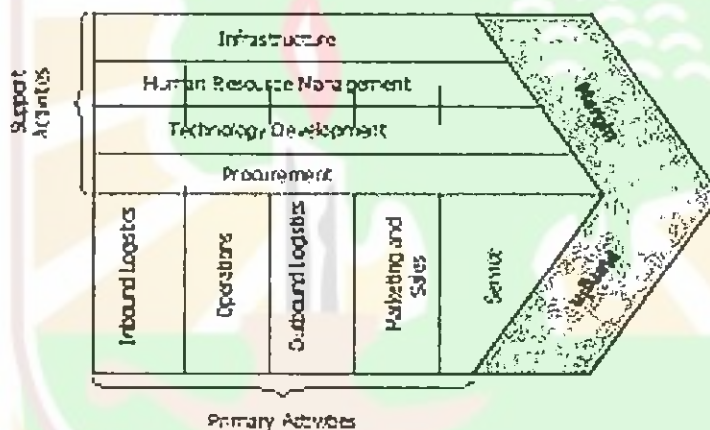 Infrastructure
Human Resource Management
Technology Development
Procurement
Support
Activities
Inbound Logistics
Operations
Outbound Logistics
Marketing and
Sales
Service
Margin
Margin
Primary Activities